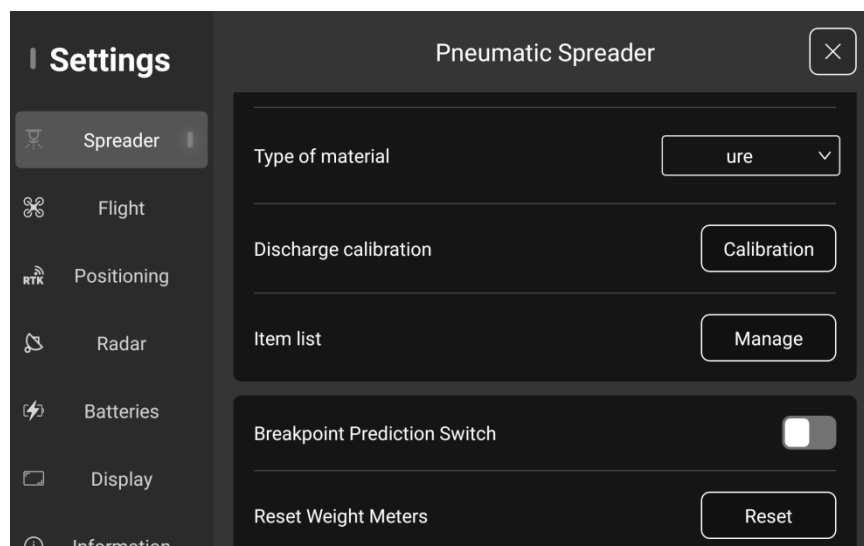 Settings
Pneumatic Spreader
Spreader
Flight
RTK Positioning
Radar
Batteries
Display
Information
Type of material ure
Discharge calibration Calibration
Item list Manage
Breakpoint Prediction Switch
Reset Weight Meters Reset